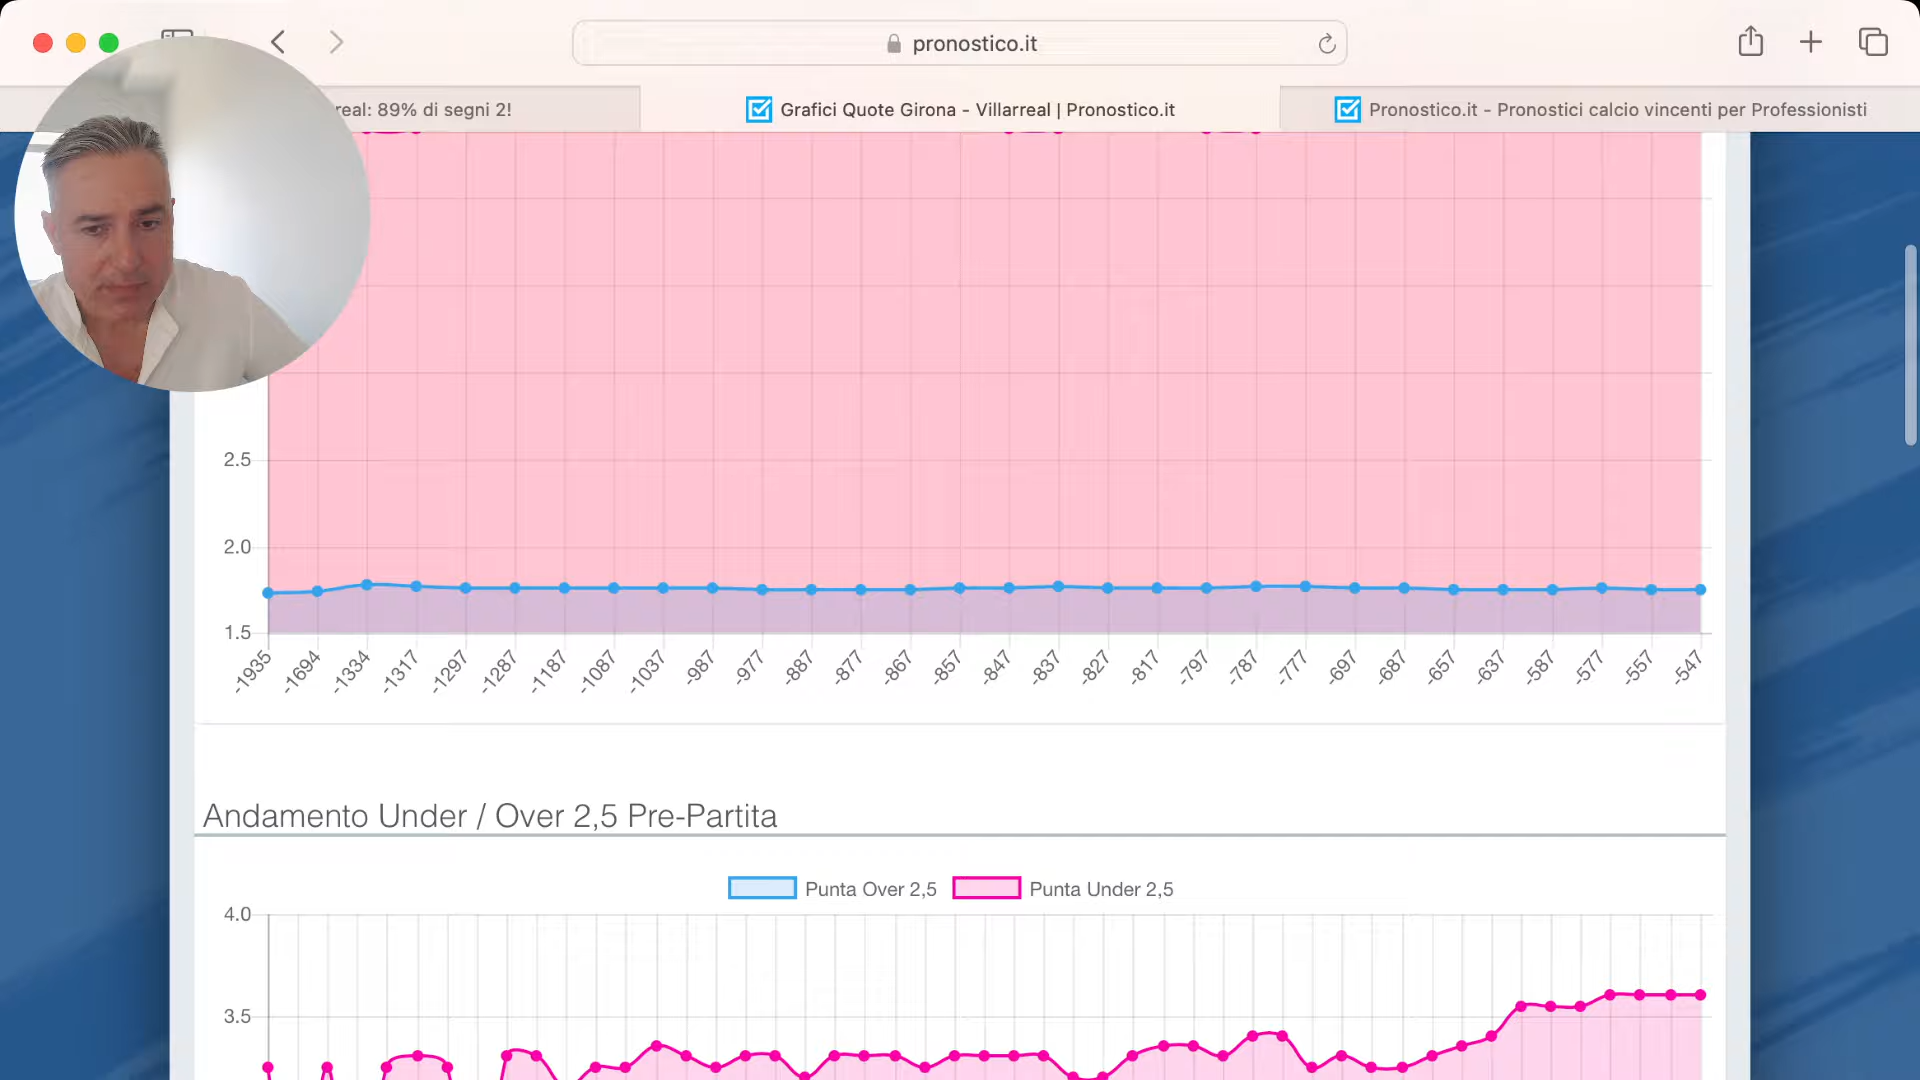 pronostico.it
real: 89% di segni 2!
Grafici Quote Girona - Villarreal | Pronostico.it
Pronostico.it - Pronostici calcio vincenti per Professionisti
2.5
2.0
1.5
-1935 -1694 -1334 -1317 -1297 -1287 -1187 -1087 -1037 -987 -977 -887 -877 -867 -857 -847 -837 -827 -817 -797 -787 -777 -697 -687 -657 -637 -587 -577 -557 -547
Andamento Under / Over 2,5 Pre-Partita
Punta Over 2,5 Punta Under 2,5
4.0
3.5